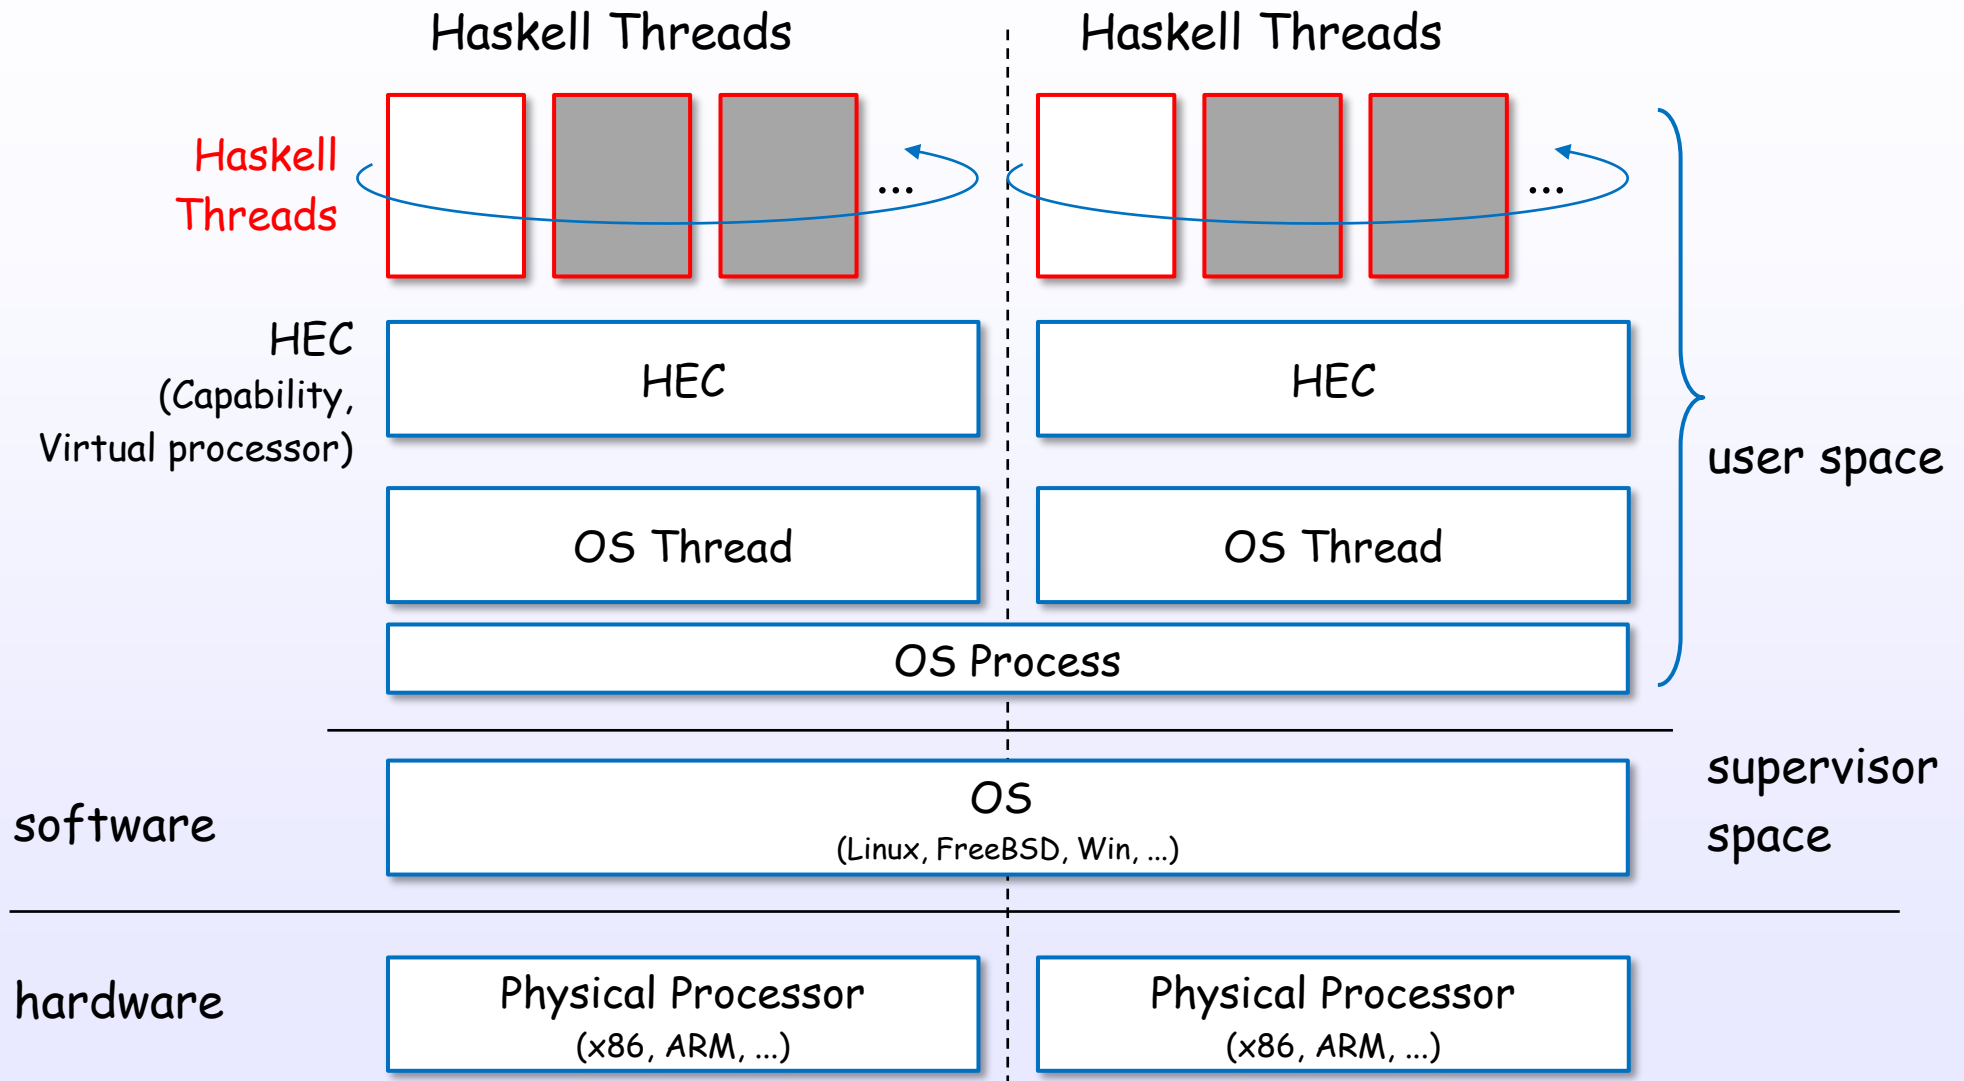 Haskell Threads
Haskell Threads
Haskell
Threads
...
...
HEC
(Capability,
Virtual processor)
HEC
HEC
user space
OS Thread
OS Thread
OS Process
supervisor
space
software
OS
(Linux, FreeBSD, Win, ...)
hardware
Physical Processor
(x86, ARM, ...)
Physical Processor
(x86, ARM, ...)